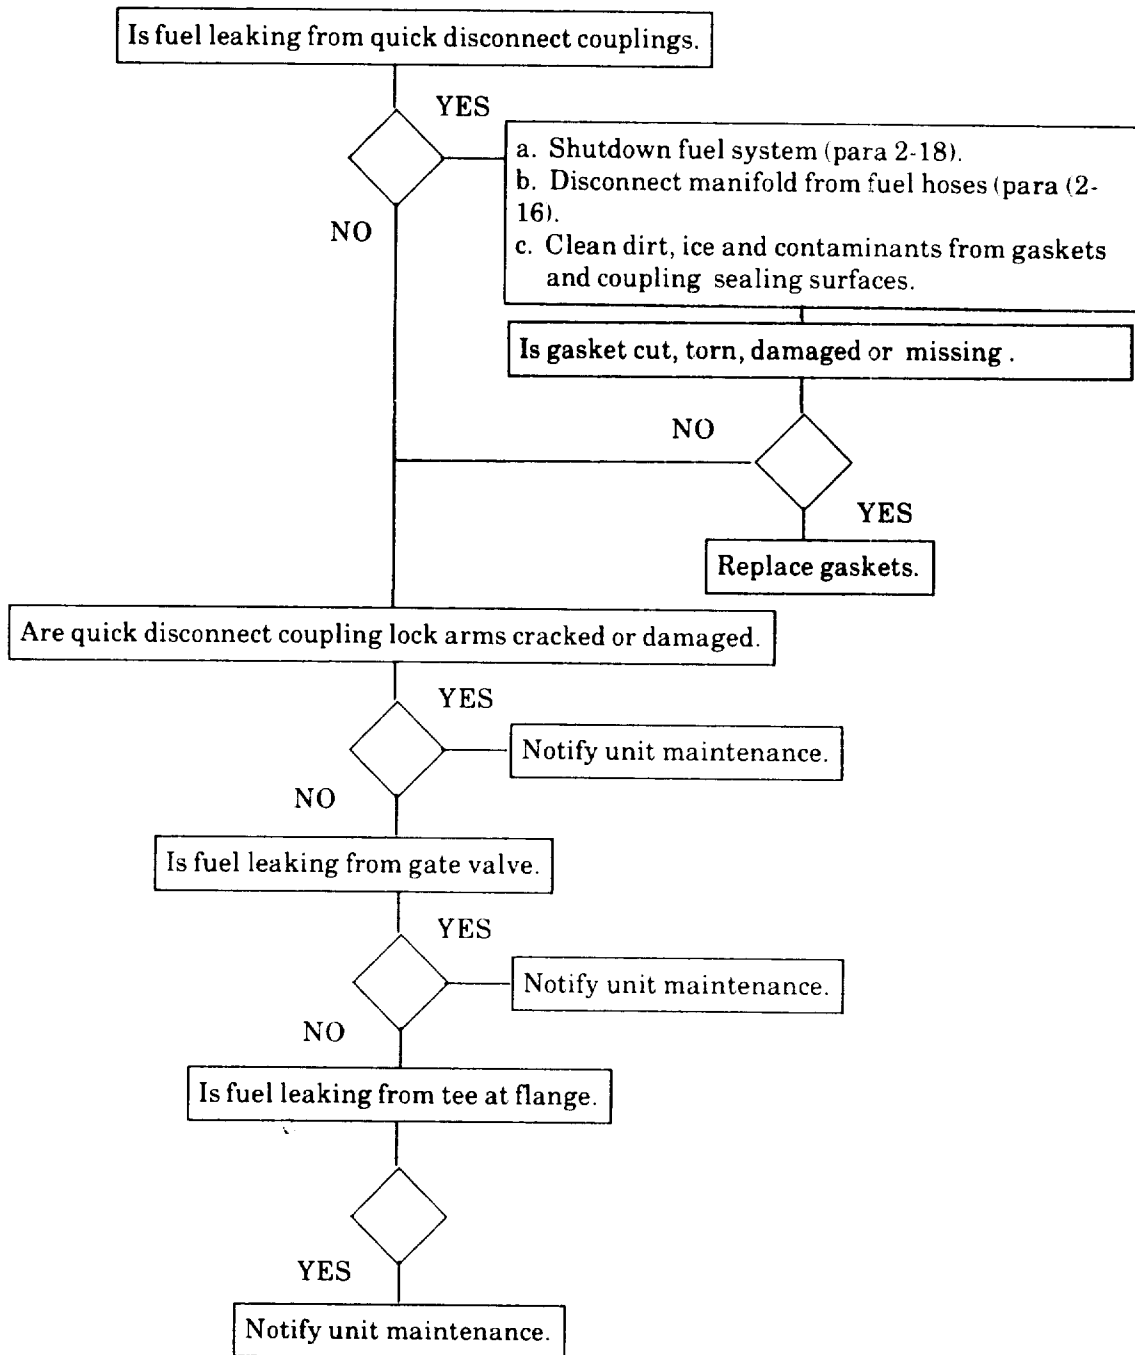 Is fuel leaking from quick disconnect couplings.
YES
a. Shutdown fuel system (para 2-18).
b. Disconnect manifold from fuel hoses (para (2-
16).
c. Clean dirt, ice and contaminants from gaskets
and coupling sealing surfaces.
NO
Is gasket cut, torn, damaged or missing .
NO
YES
Replace gaskets.
Are quick disconnect coupling lock arms cracked or damaged.
YES
Notify unit maintenance.
NO
Is fuel leaking from gate valve.
YES
Notify unit maintenance.
NO
Is fuel leaking from tee at flange.
YES
Notify unit maintenance.